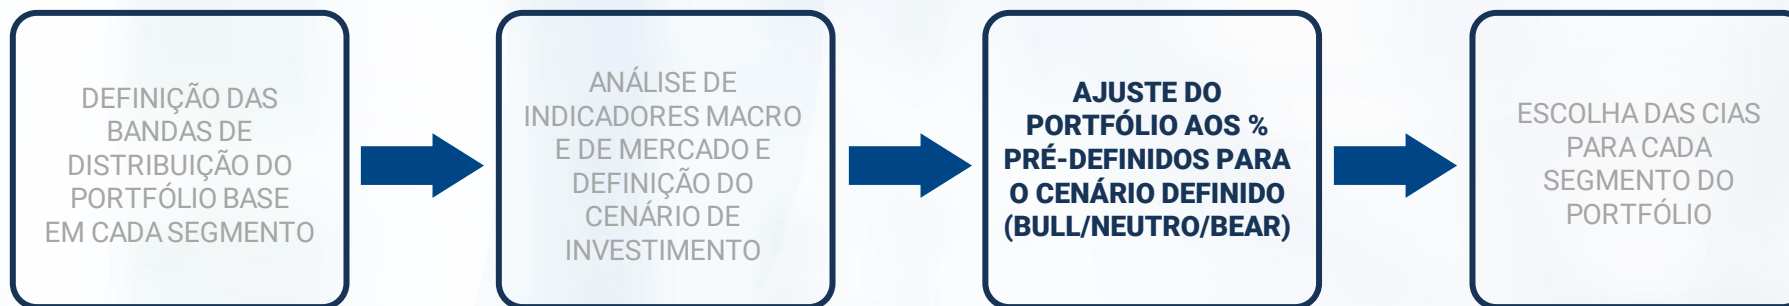 DEFINIÇÃO DAS
BANDAS DE
DISTRIBUIÇÃO DO
PORTFÓLIO BASE
EM CADA SEGMENTO
ANÁLISE DE
INDICADORES MACRO
E DE MERCADO E
DEFINIÇÃO DO
CENÁRIO DE
INVESTIMENTO
AJUSTE DO
PORTFÓLIO AOS %
PRÉ-DEFINIDOS PARA
O CENÁRIO DEFINIDO
(BULL/NEUTRO/BEAR)
ESCOLHA DAS CIAS
PARA CADA
SEGMENTO DO
PORTFÓLIO